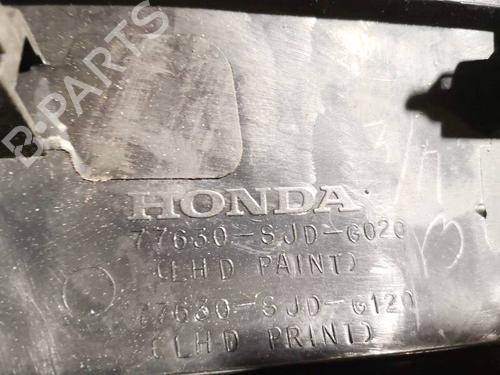 B-PARTS
HONDA
77630-SJD-G020
(LHD PAINT)
77630-SJD-G120
(LHD PRINT)